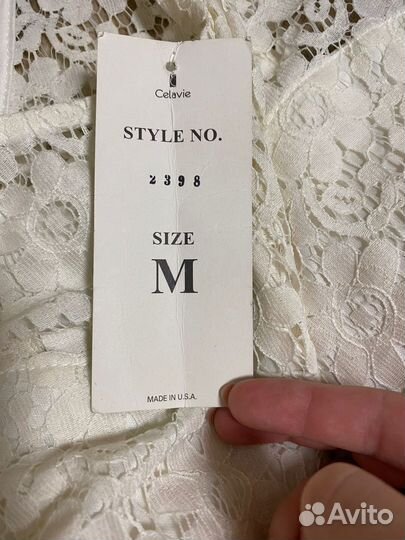 Celavie
STYLE NO.
2398
SIZE
M
MADE IN U.S.A.
Avito